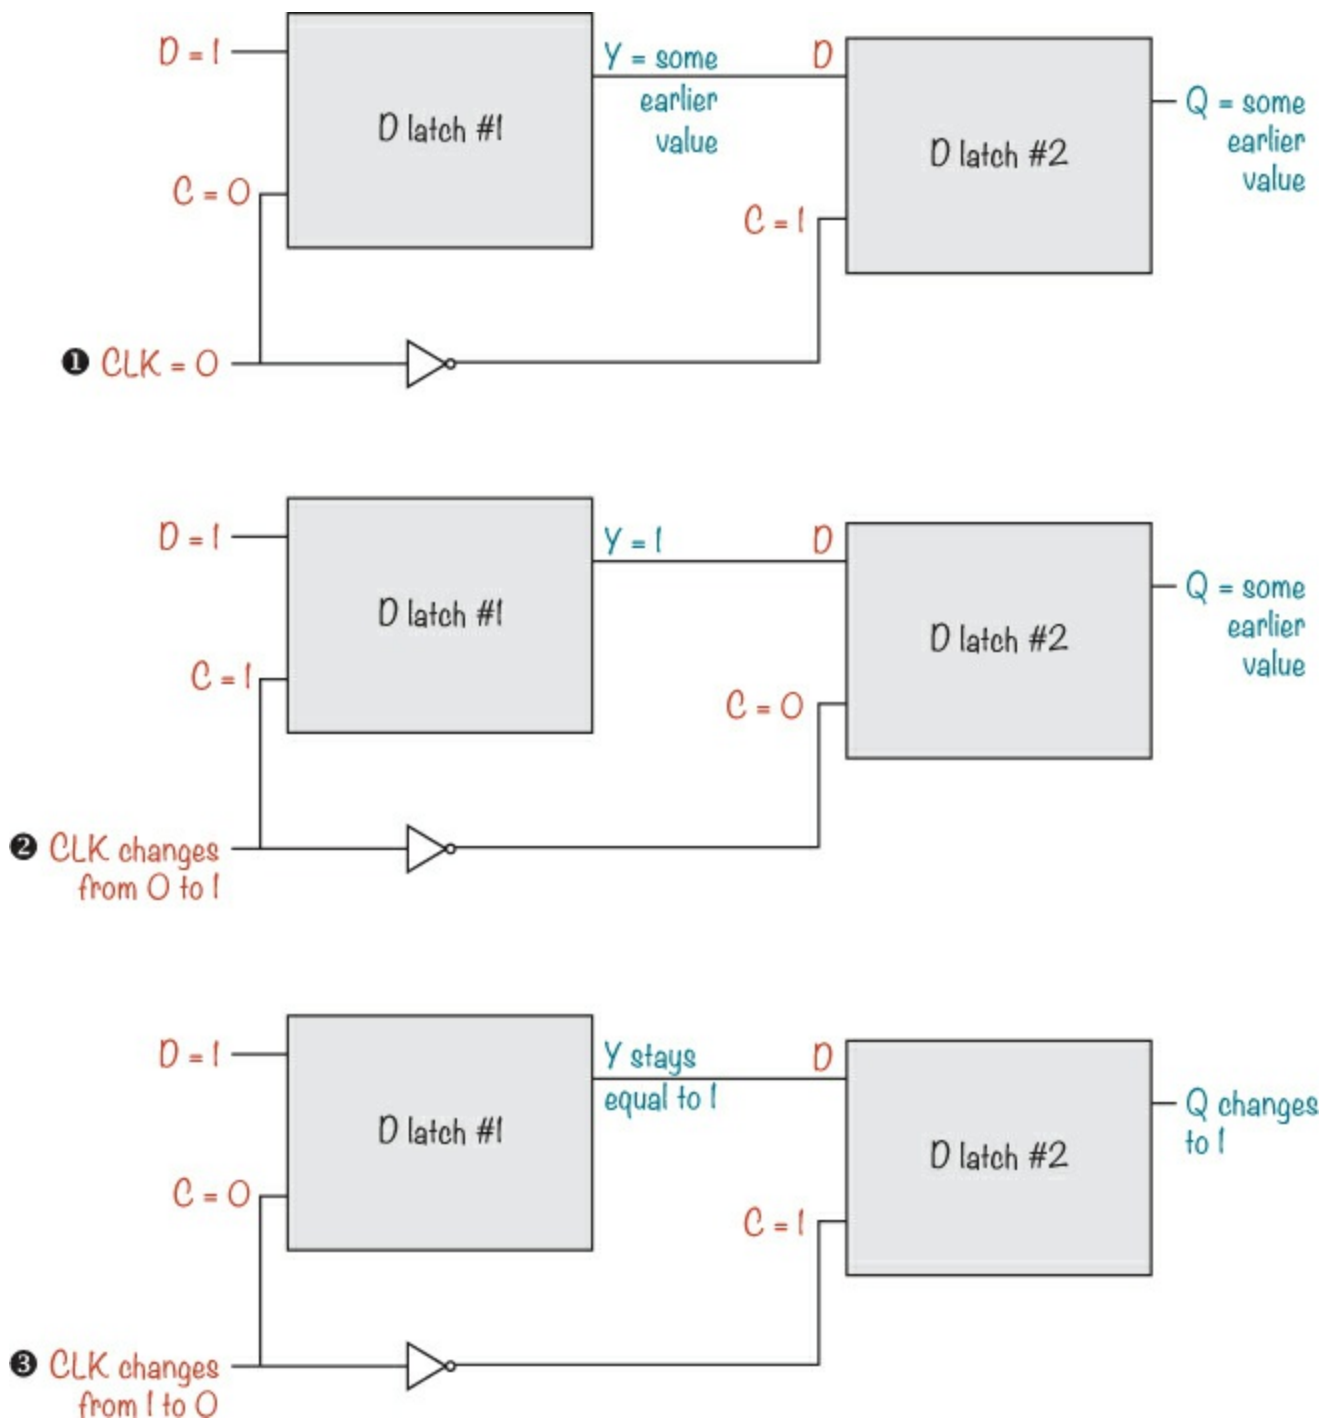 D = 1
Y = some
earlier
value
D
Q = some
earlier
value
D latch #1
D latch #2
C = 0
C = 1
❶ CLK = 0
D = 1
Y = 1
D
Q = some
earlier
value
D latch #1
D latch #2
C = 1
C = 0
❷ CLK changes
from 0 to 1
D = 1
Y stays
equal to 1
D
Q changes
to 1
D latch #1
D latch #2
C = 0
C = 1
❸ CLK changes
from 1 to 0